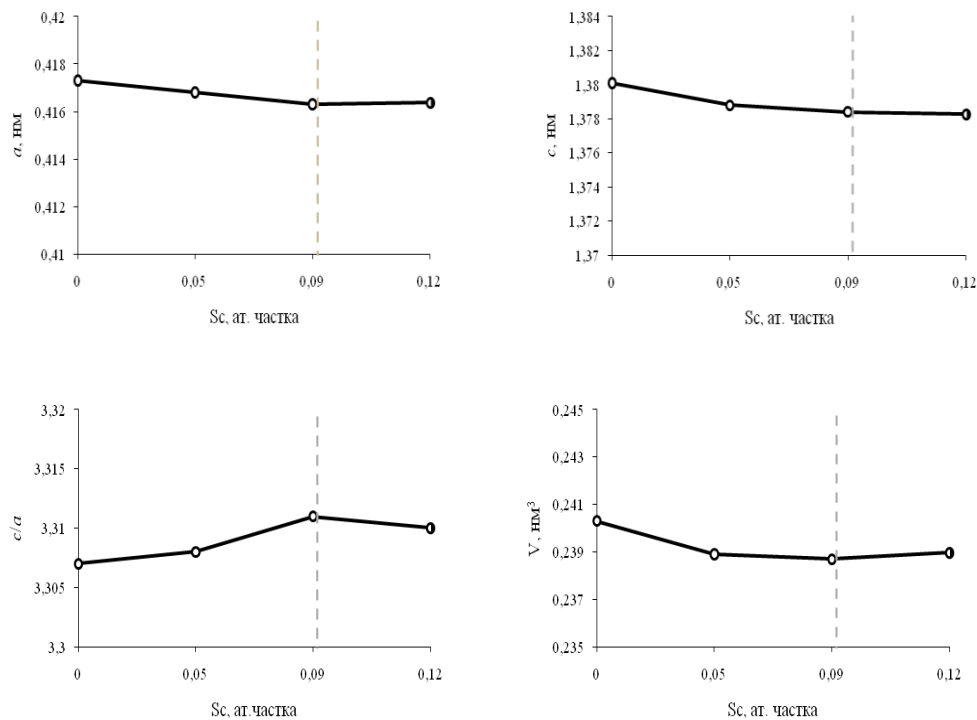 0,42
0,418
0,416
0,414
0,412
0,41
a, нм
0 0,05 0,09 0,12
Sc, ат. частка
1,384
1,382
1,38
1,378
1,376
1,374
1,372
1,37
c, нм
0 0,05 0,09 0,12
Sc, ат. частка
3,32
3,315
3,31
3,305
3,3
c/a
0 0,05 0,09 0,12
Sc, ат.частка
0,245
0,243
0,241
0,239
0,237
0,235
V, нм³
0 0,05 0,09 0,12
Sc, ат. частка